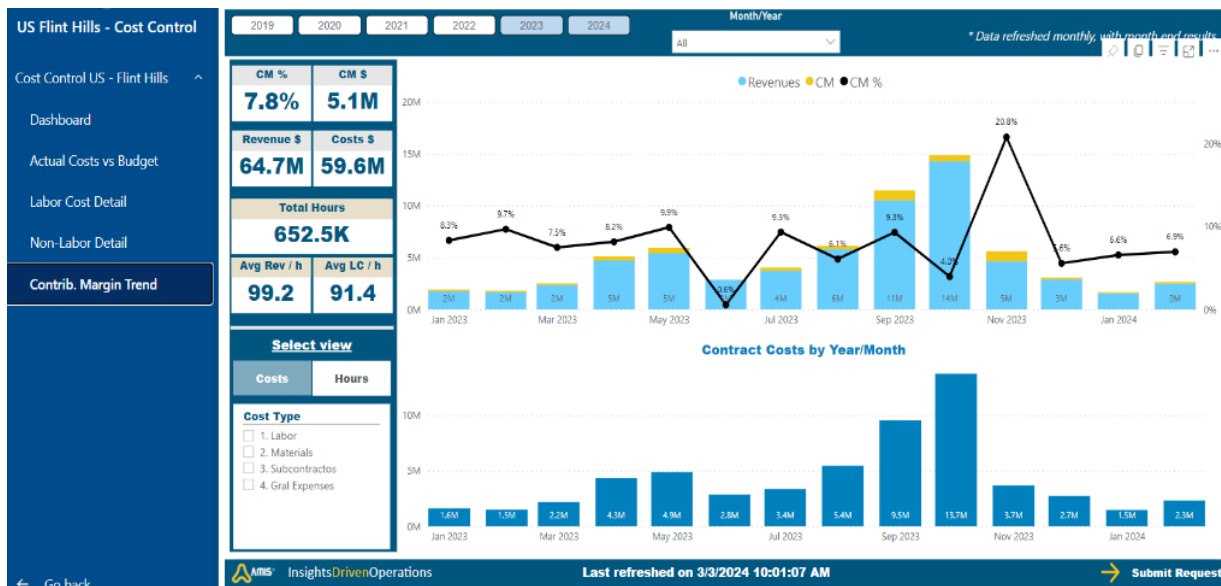 US Flint Hills - Cost Control
Cost Control US - Flint Hills
Dashboard
Actual Costs vs Budget
Labor Cost Detail
Non-Labor Detail
Contrib. Margin Trend
Go back
2019 2020 2021 2022 2023 2024
Month/Year
All
* Data refreshed monthly, with month end results
CM % CM $
7.8% 5.1M
Revenue $ Costs $
64.7M 59.6M
Total Hours
652.5K
Avg Rev / h Avg LC / h
99.2 91.4
Select view
Costs Hours
Cost Type
1. Labor
2. Materials
3. Subcontractos
4. Gral Expenses
Revenues CM CM %
20M
15M
10M
5M
0M
20%
10%
0%
8.3% 9.7% 7.5% 8.2% 9.9% 0.6% 9.3% 6.1% 9.3% 4.0% 20.8% 6.6% 6.9%
2M 2M 2M 5M 5M 4M 6M 11M 14M 5M 3M 2M
Jan 2023 Mar 2023 May 2023 Jul 2023 Sep 2023 Nov 2023 Jan 2024
Contract Costs by Year/Month
10M
5M
0M
1.6M 1.5M 2.2M 4.3M 4.9M 2.8M 3.4M 5.4M 9.5M 13.7M 3.7M 2.7M 1.5M 2.3M
Jan 2023 Mar 2023 May 2023 Jul 2023 Sep 2023 Nov 2023 Jan 2024
AMIS InsightsDrivenOperations
Last refreshed on 3/3/2024 10:01:07 AM
Submit Request